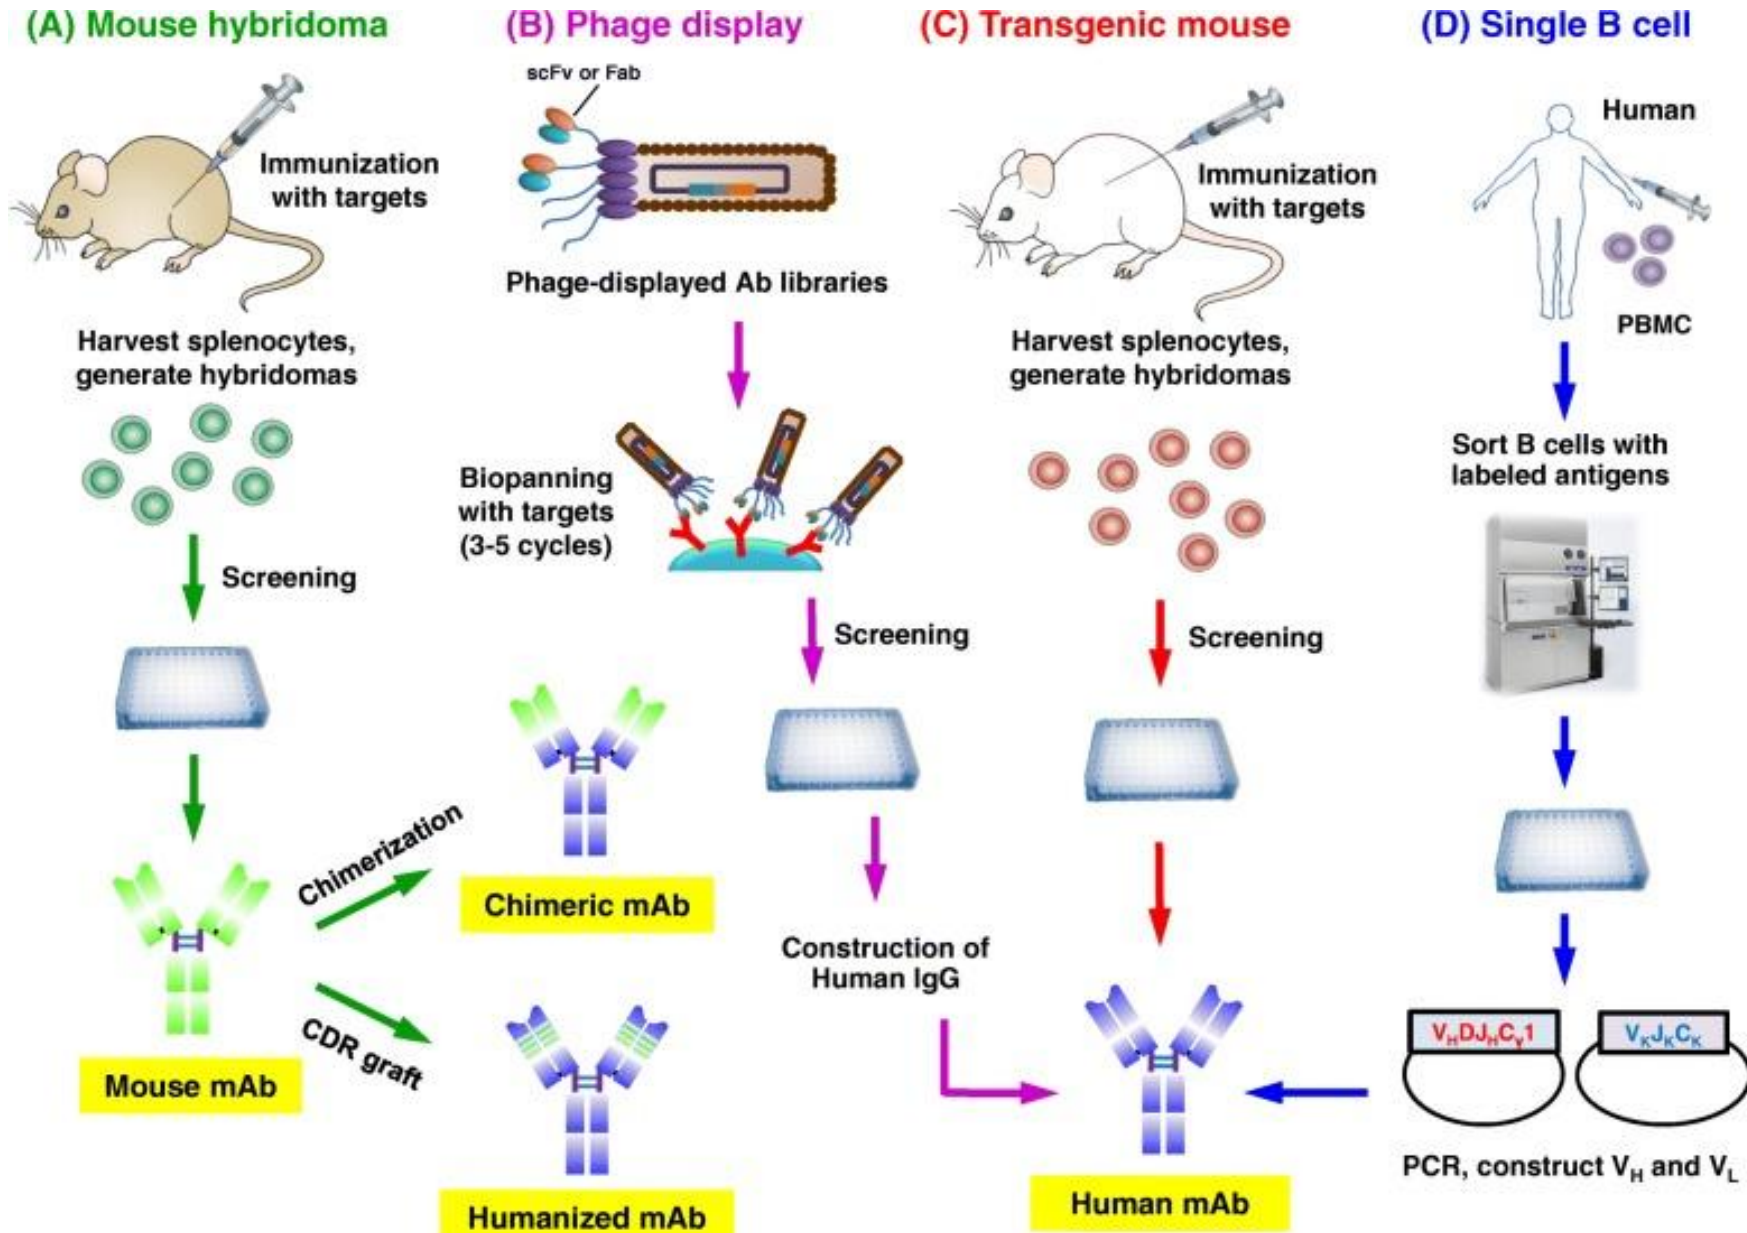 (A) Mouse hybridoma
Immunization
with targets
Harvest splenocytes,
generate hybridomas
Screening
Mouse mAb
Chimerization
Chimeric mAb
CDR graft
Humanized mAb
(B) Phage display
scFv or Fab
Phage-displayed Ab libraries
Biopanning
with targets
(3-5 cycles)
Screening
Construction of
Human IgG
(C) Transgenic mouse
Immunization
with targets
Harvest splenocytes,
generate hybridomas
Screening
Human mAb
(D) Single B cell
Human
PBMC
Sort B cells with
labeled antigens
VHDJHCγ1
VKJKCK
PCR, construct VH and VL